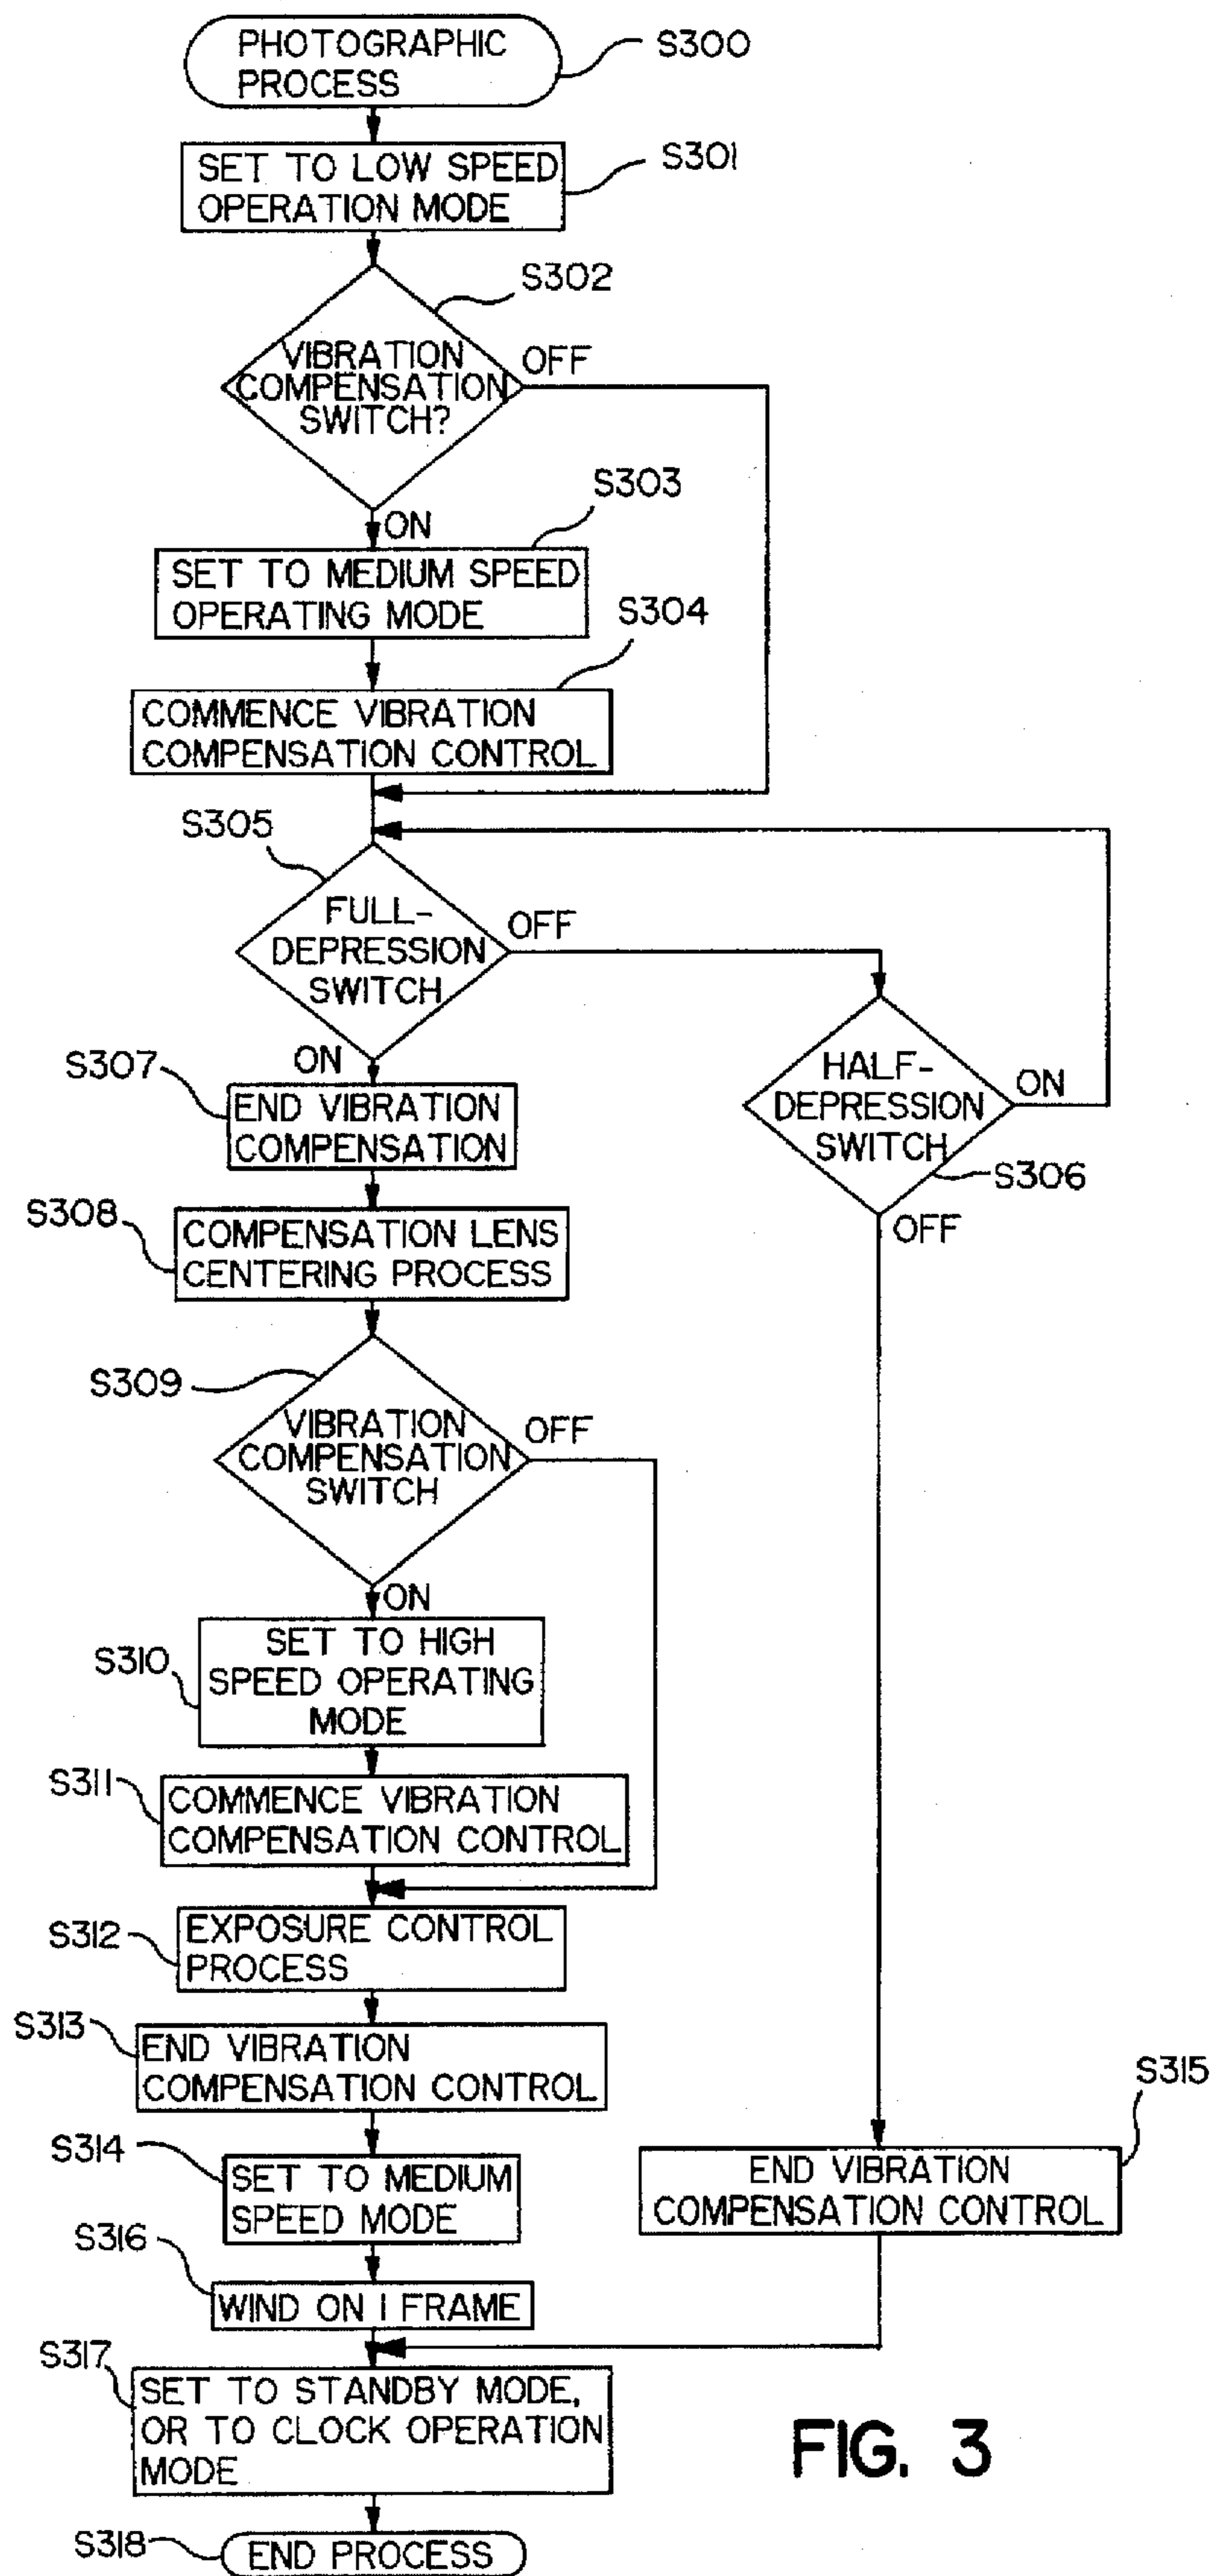 PHOTOGRAPHIC
PROCESS
S300
SET TO LOW SPEED
OPERATION MODE
S301
S302
VIBRATION
COMPENSATION
SWITCH?
OFF
ON
S303
SET TO MEDIUM SPEED
OPERATING MODE
S304
COMMENCE VIBRATION
COMPENSATION CONTROL
S305
FULL-
DEPRESSION
SWITCH
OFF
ON
HALF-
DEPRESSION
SWITCH
ON
S306
OFF
S307
END VIBRATION
COMPENSATION
S308
COMPENSATION LENS
CENTERING PROCESS
S309
VIBRATION
COMPENSATION
SWITCH
OFF
ON
S310
SET TO HIGH
SPEED OPERATING
MODE
S311
COMMENCE VIBRATION
COMPENSATION CONTROL
S312
EXPOSURE CONTROL
PROCESS
S313
END VIBRATION
COMPENSATION CONTROL
S314
SET TO MEDIUM
SPEED MODE
S315
END VIBRATION
COMPENSATION CONTROL
S316
WIND ON 1 FRAME
S317
SET TO STANDBY MODE,
OR TO CLOCK OPERATION
MODE
S318
END PROCESS
FIG. 3